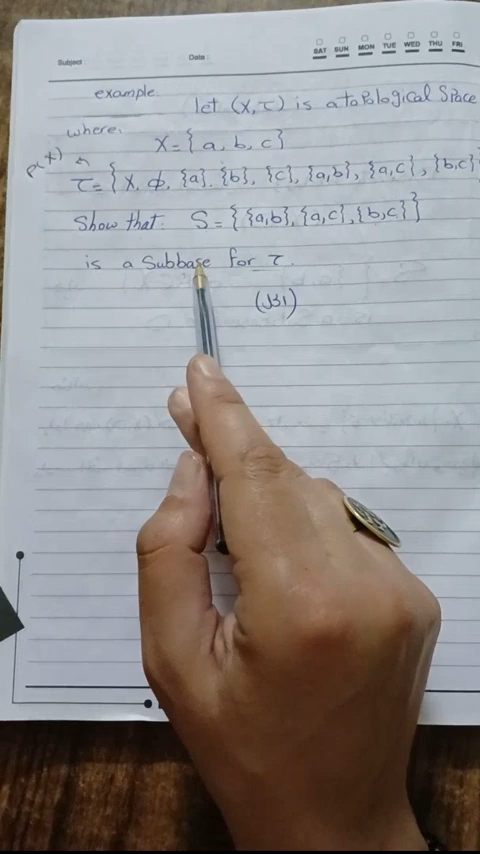 Subject
Date
SAT SUN MON TUE WED THU FRI
example.
let (X,τ) is a topological Space
where.
X={a,b,c}
P(X)
τ={X, ϕ, {a}, {b}, {c}, {a,b}, {a,c}, {b,c}
Show that: S={{a,b},{a,c},{b,c}}
is a Subbase for τ.